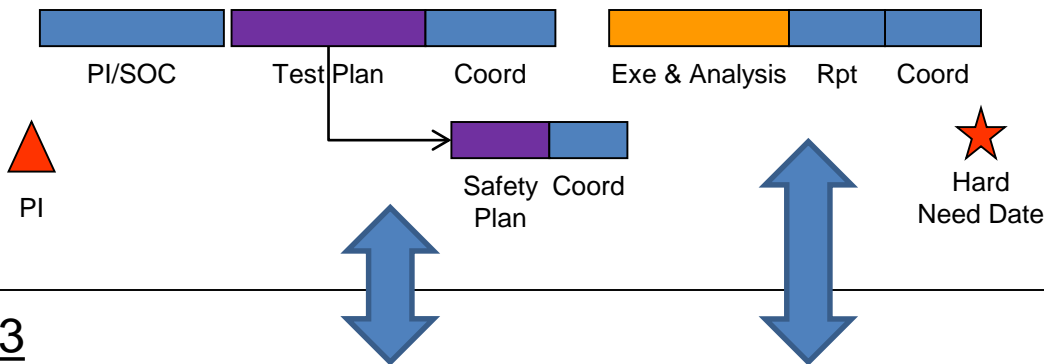 PI/SOC Test Plan Coord Exe & Analysis Rpt Coord
PI
Safety Coord
Plan
Hard
Need Date
3